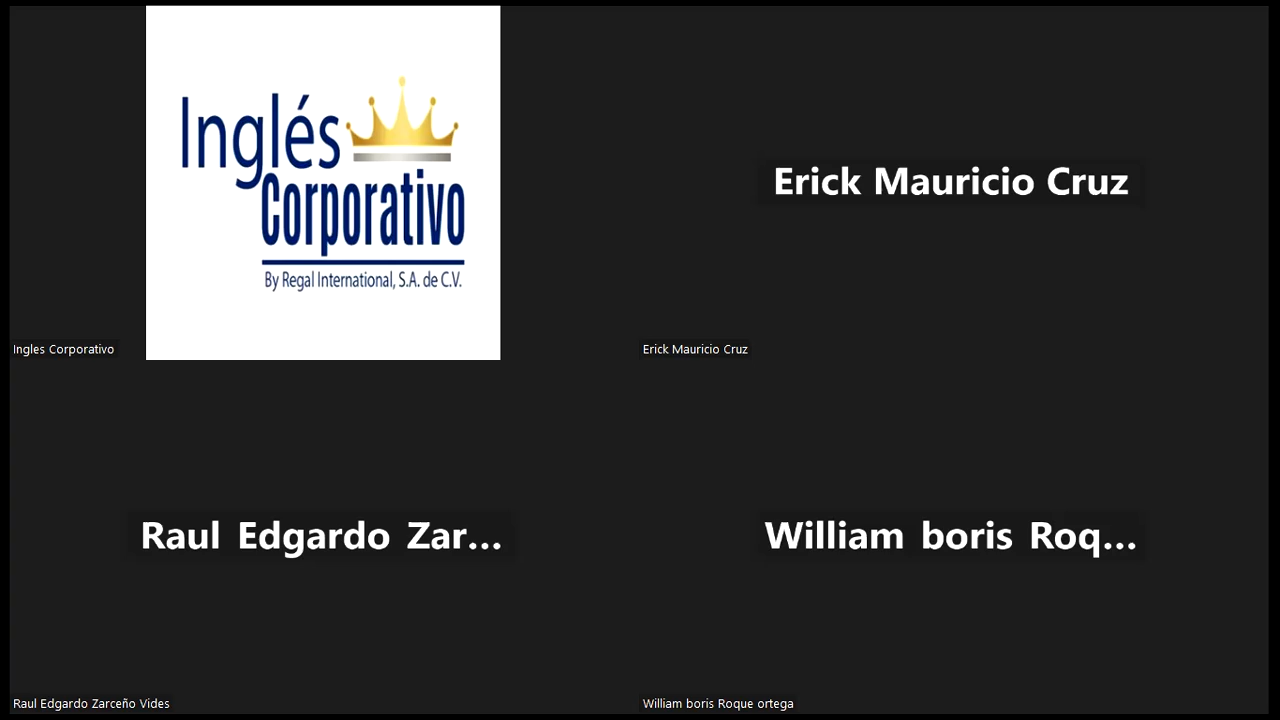 Inglés
Corporativo
By Regal International, S.A. de C.V.
Ingles Corporativo
Erick Mauricio Cruz
Erick Mauricio Cruz
Raul Edgardo Zar...
Raul Edgardo Zarceño Vides
William boris Roq...
William boris Roque ortega